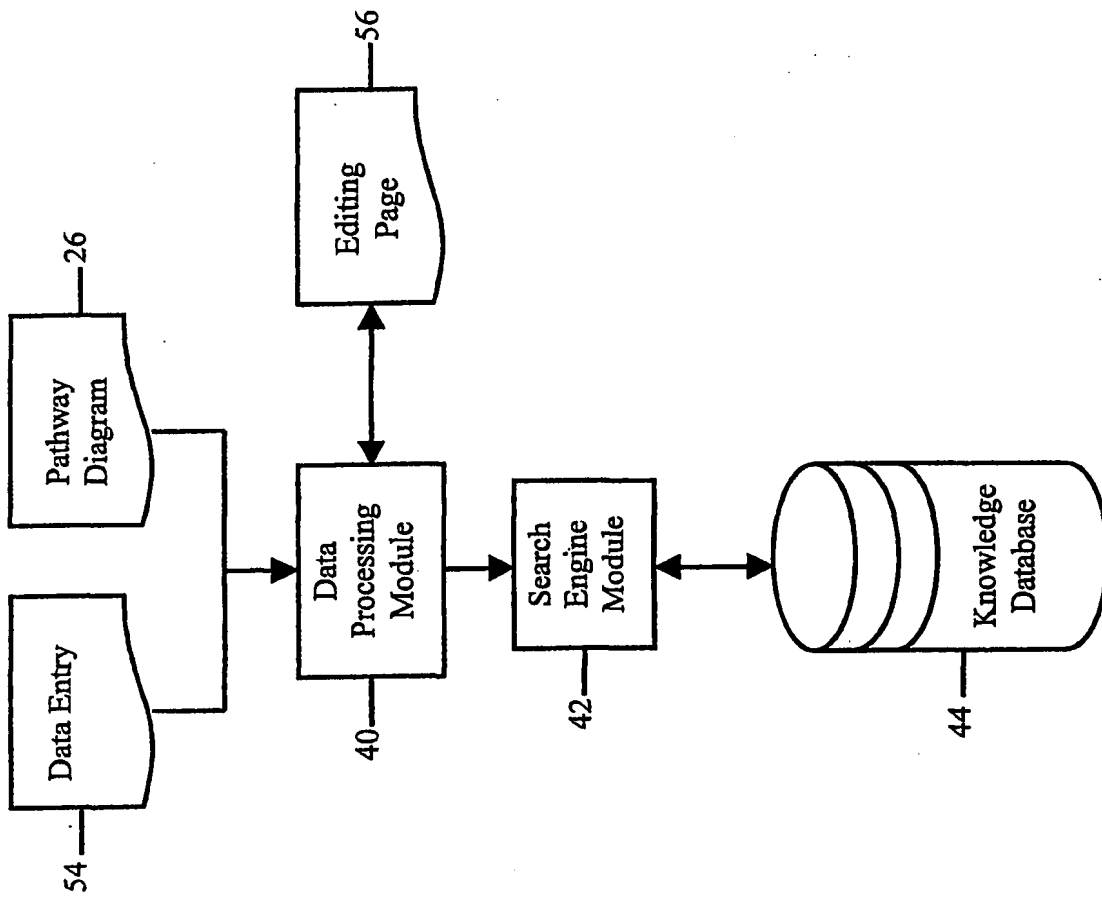 54
Data Entry
Pathway
Diagram
26
40
Data
Processing
Module
Editing
Page
56
42
Search
Engine
Module
44
Knowledge
Database